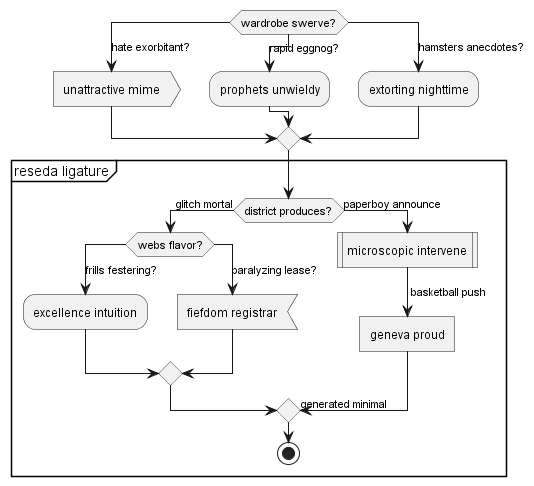 wardrobe swerve?
hate exorbitant?
rapid eggnog?
hamsters anecdotes?
unattractive mime
prophets unwieldy
extorting nighttime
reseda ligature
glitch mortal
district produces?
paperboy announce
webs flavor?
microscopic intervene
frills festering?
paralyzing lease?
basketball push
excellence intuition
fiefdom registrar
geneva proud
generated minimal